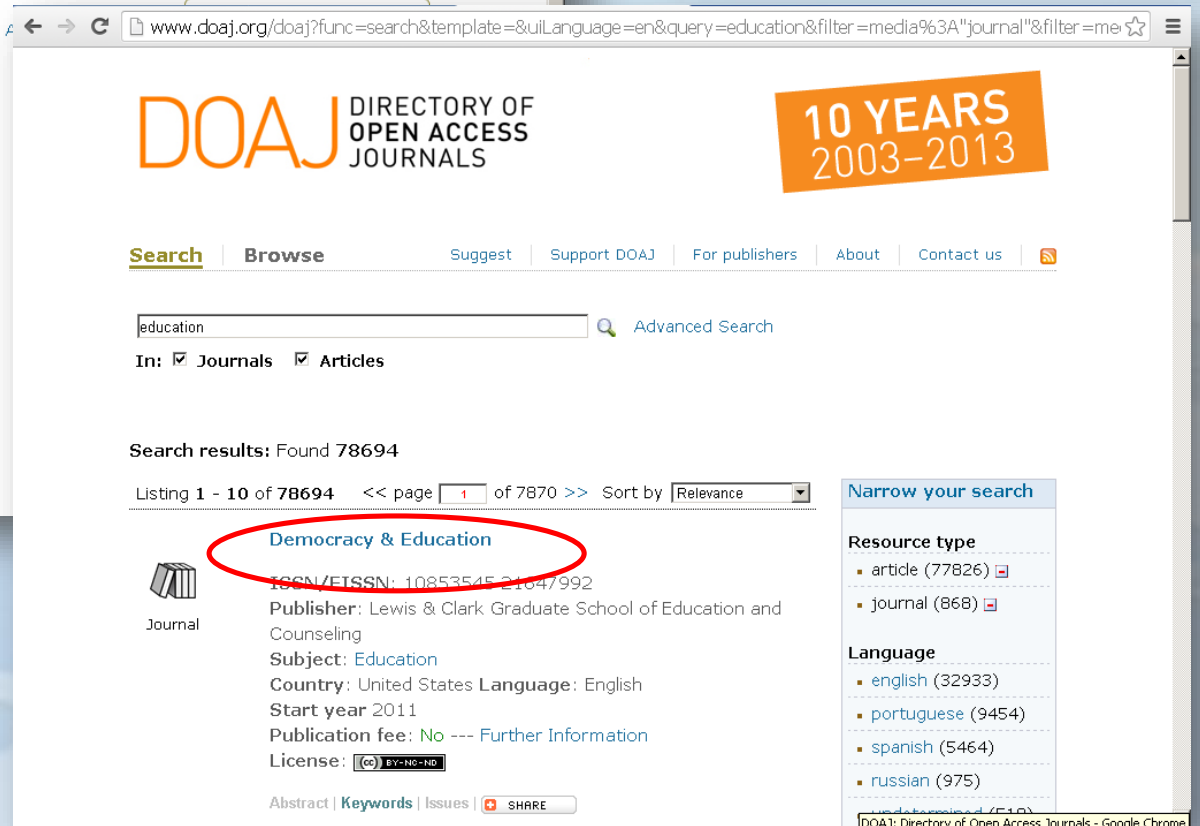 www.doaj.org/doaj?func=search&template=&uiLanguage=en&query=education&filter=media%3A"journal"&filter=me
DOAJ DIRECTORY OF
OPEN ACCESS
JOURNALS
10 YEARS
2003–2013
Search Browse Suggest Support DOAJ For publishers About Contact us
education Advanced Search
In: Journals Articles
Search results: Found 78694
Listing 1 - 10 of 78694 << page 1 of 7870 >> Sort by Relevance
Narrow your search
Democracy & Education
ISSN/EISSN: 10853545 21647992
Publisher: Lewis & Clark Graduate School of Education and
Counseling
Subject: Education
Country: United States Language: English
Start year 2011
Publication fee: No --- Further Information
License: (cc) BY-NC-ND
Abstract | Keywords | Issues | SHARE
Journal
Resource type
article (77826)
journal (868)
Language
english (32933)
portuguese (9454)
spanish (5464)
russian (975)
DOAJ: Directory of Open Access Journals - Google Chrome